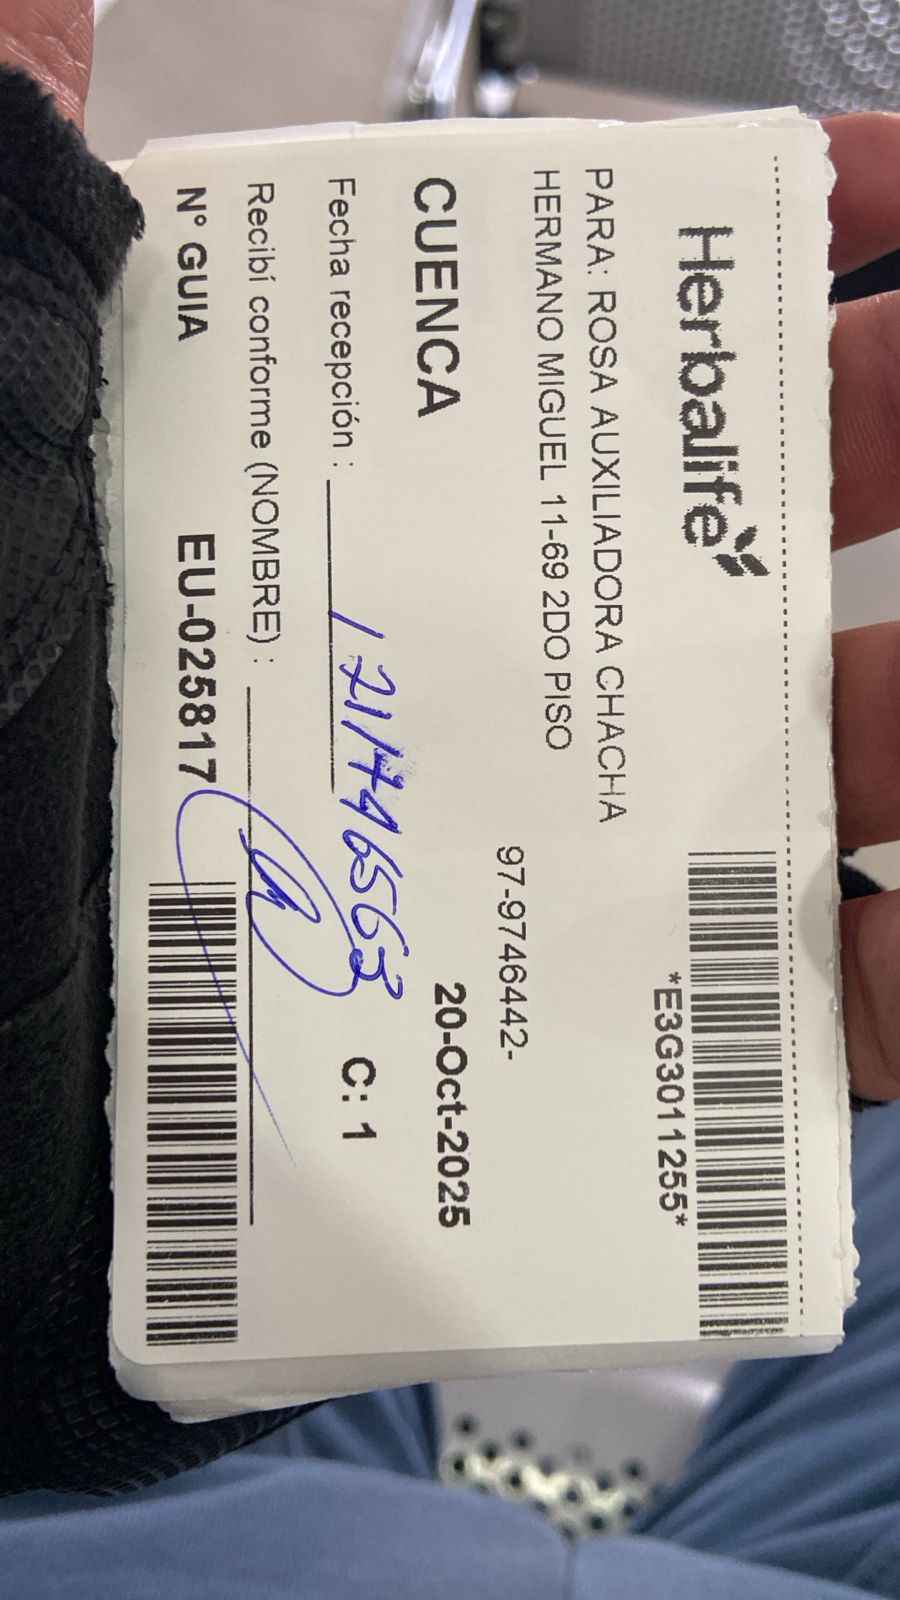 Herbalife
*E3G3011255*
PARA: ROSA AUXILIADORA CHACHA
HERMANO MIGUEL 11-69 2DO PISO
97-9746442-
CUENCA
20-Oct-2025
Fecha recepción :
C: 1
Recibí conforme (NOMBRE) :
N° GUIA EU-025817